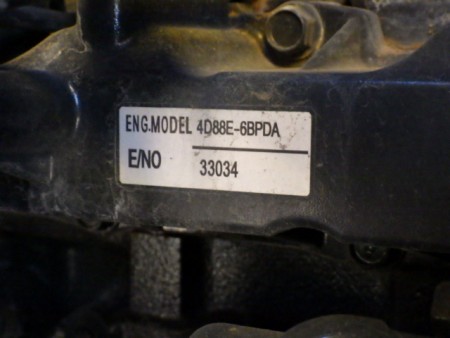 ENG.MODEL 4D88E-6BPDA
E/NO 33034